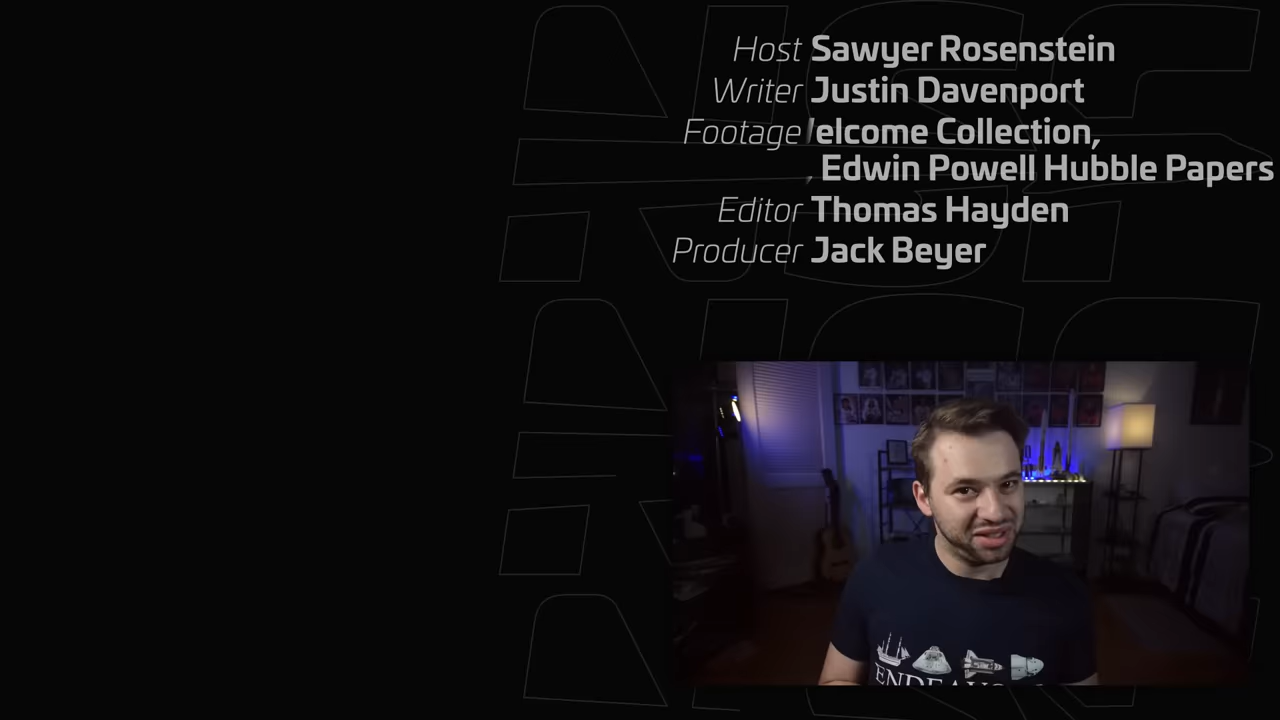 Host Sawyer Rosenstein
Writer Justin Davenport
Footage elcome Collection,
, Edwin Powell Hubble Papers
Editor Thomas Hayden
Producer Jack Beyer